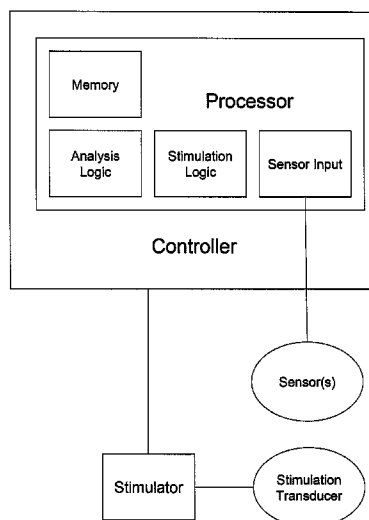 Memory
Processor
Analysis
Logic
Stimulation
Logic
Sensor Input
Controller
Sensor(s)
Stimulator
Stimulation
Transducer